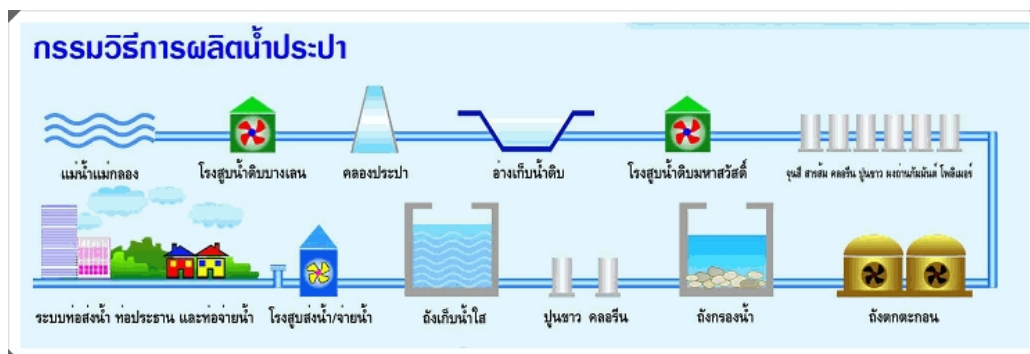 กรรมวิธีการผลิตน้ำประปา
แม่น้ำแม่กลอง
โรงสูบน้ำดิบบางเลน
คลองประปา
อ่างเก็บน้ำดิบ
โรงสูบน้ำดิบมหาสวัสดิ์
จุนสี สารส้ม คลอรีน ปูนขาว ผงถ่านกัมมันต์ โพลิเมอร์
ระบบท่อส่งน้ำ ท่อประธาน และท่อจ่ายน้ำ
โรงสูบส่งน้ำ/จ่ายน้ำ
ถังเก็บน้ำใส
ปูนขาว คลอรีน
ถังกรองน้ำ
ถังตกตะกอน